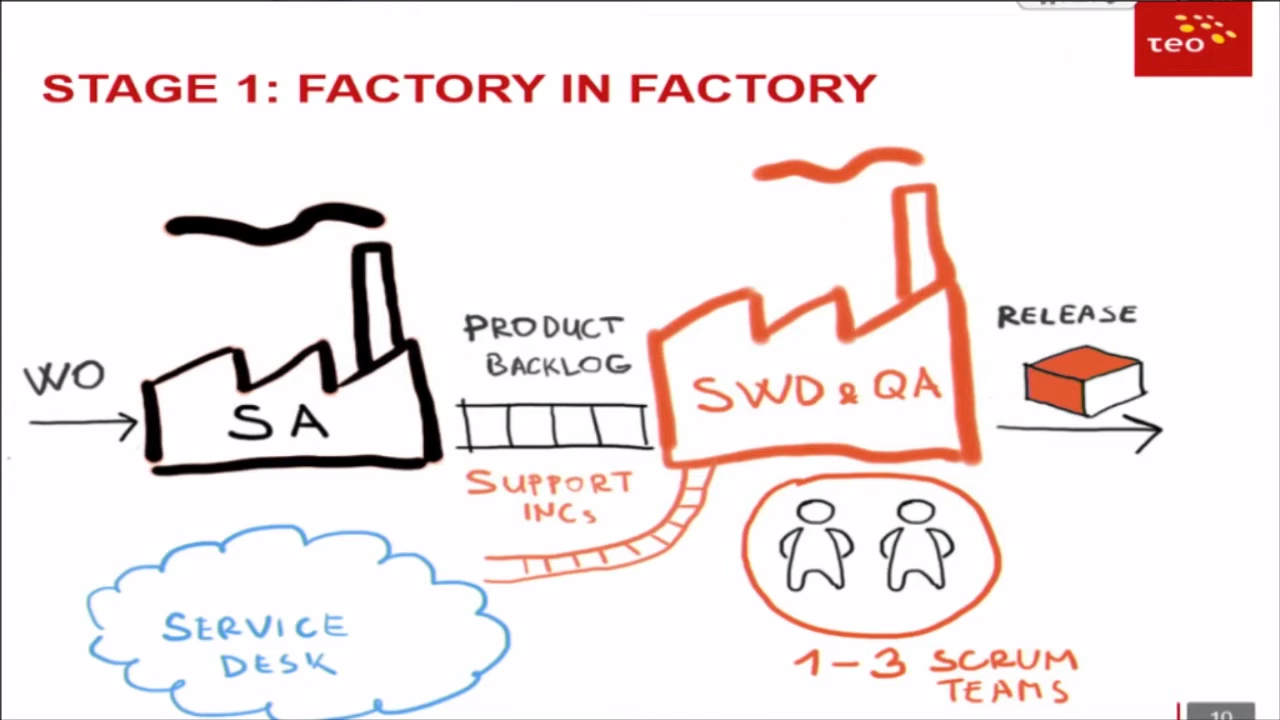 teo
STAGE 1: FACTORY IN FACTORY
WO
SA
PRODUCT
BACKLOG
SWD & QA
RELEASE
SUPPORT
INCs
SERVICE
DESK
1-3 SCRUM
TEAMS